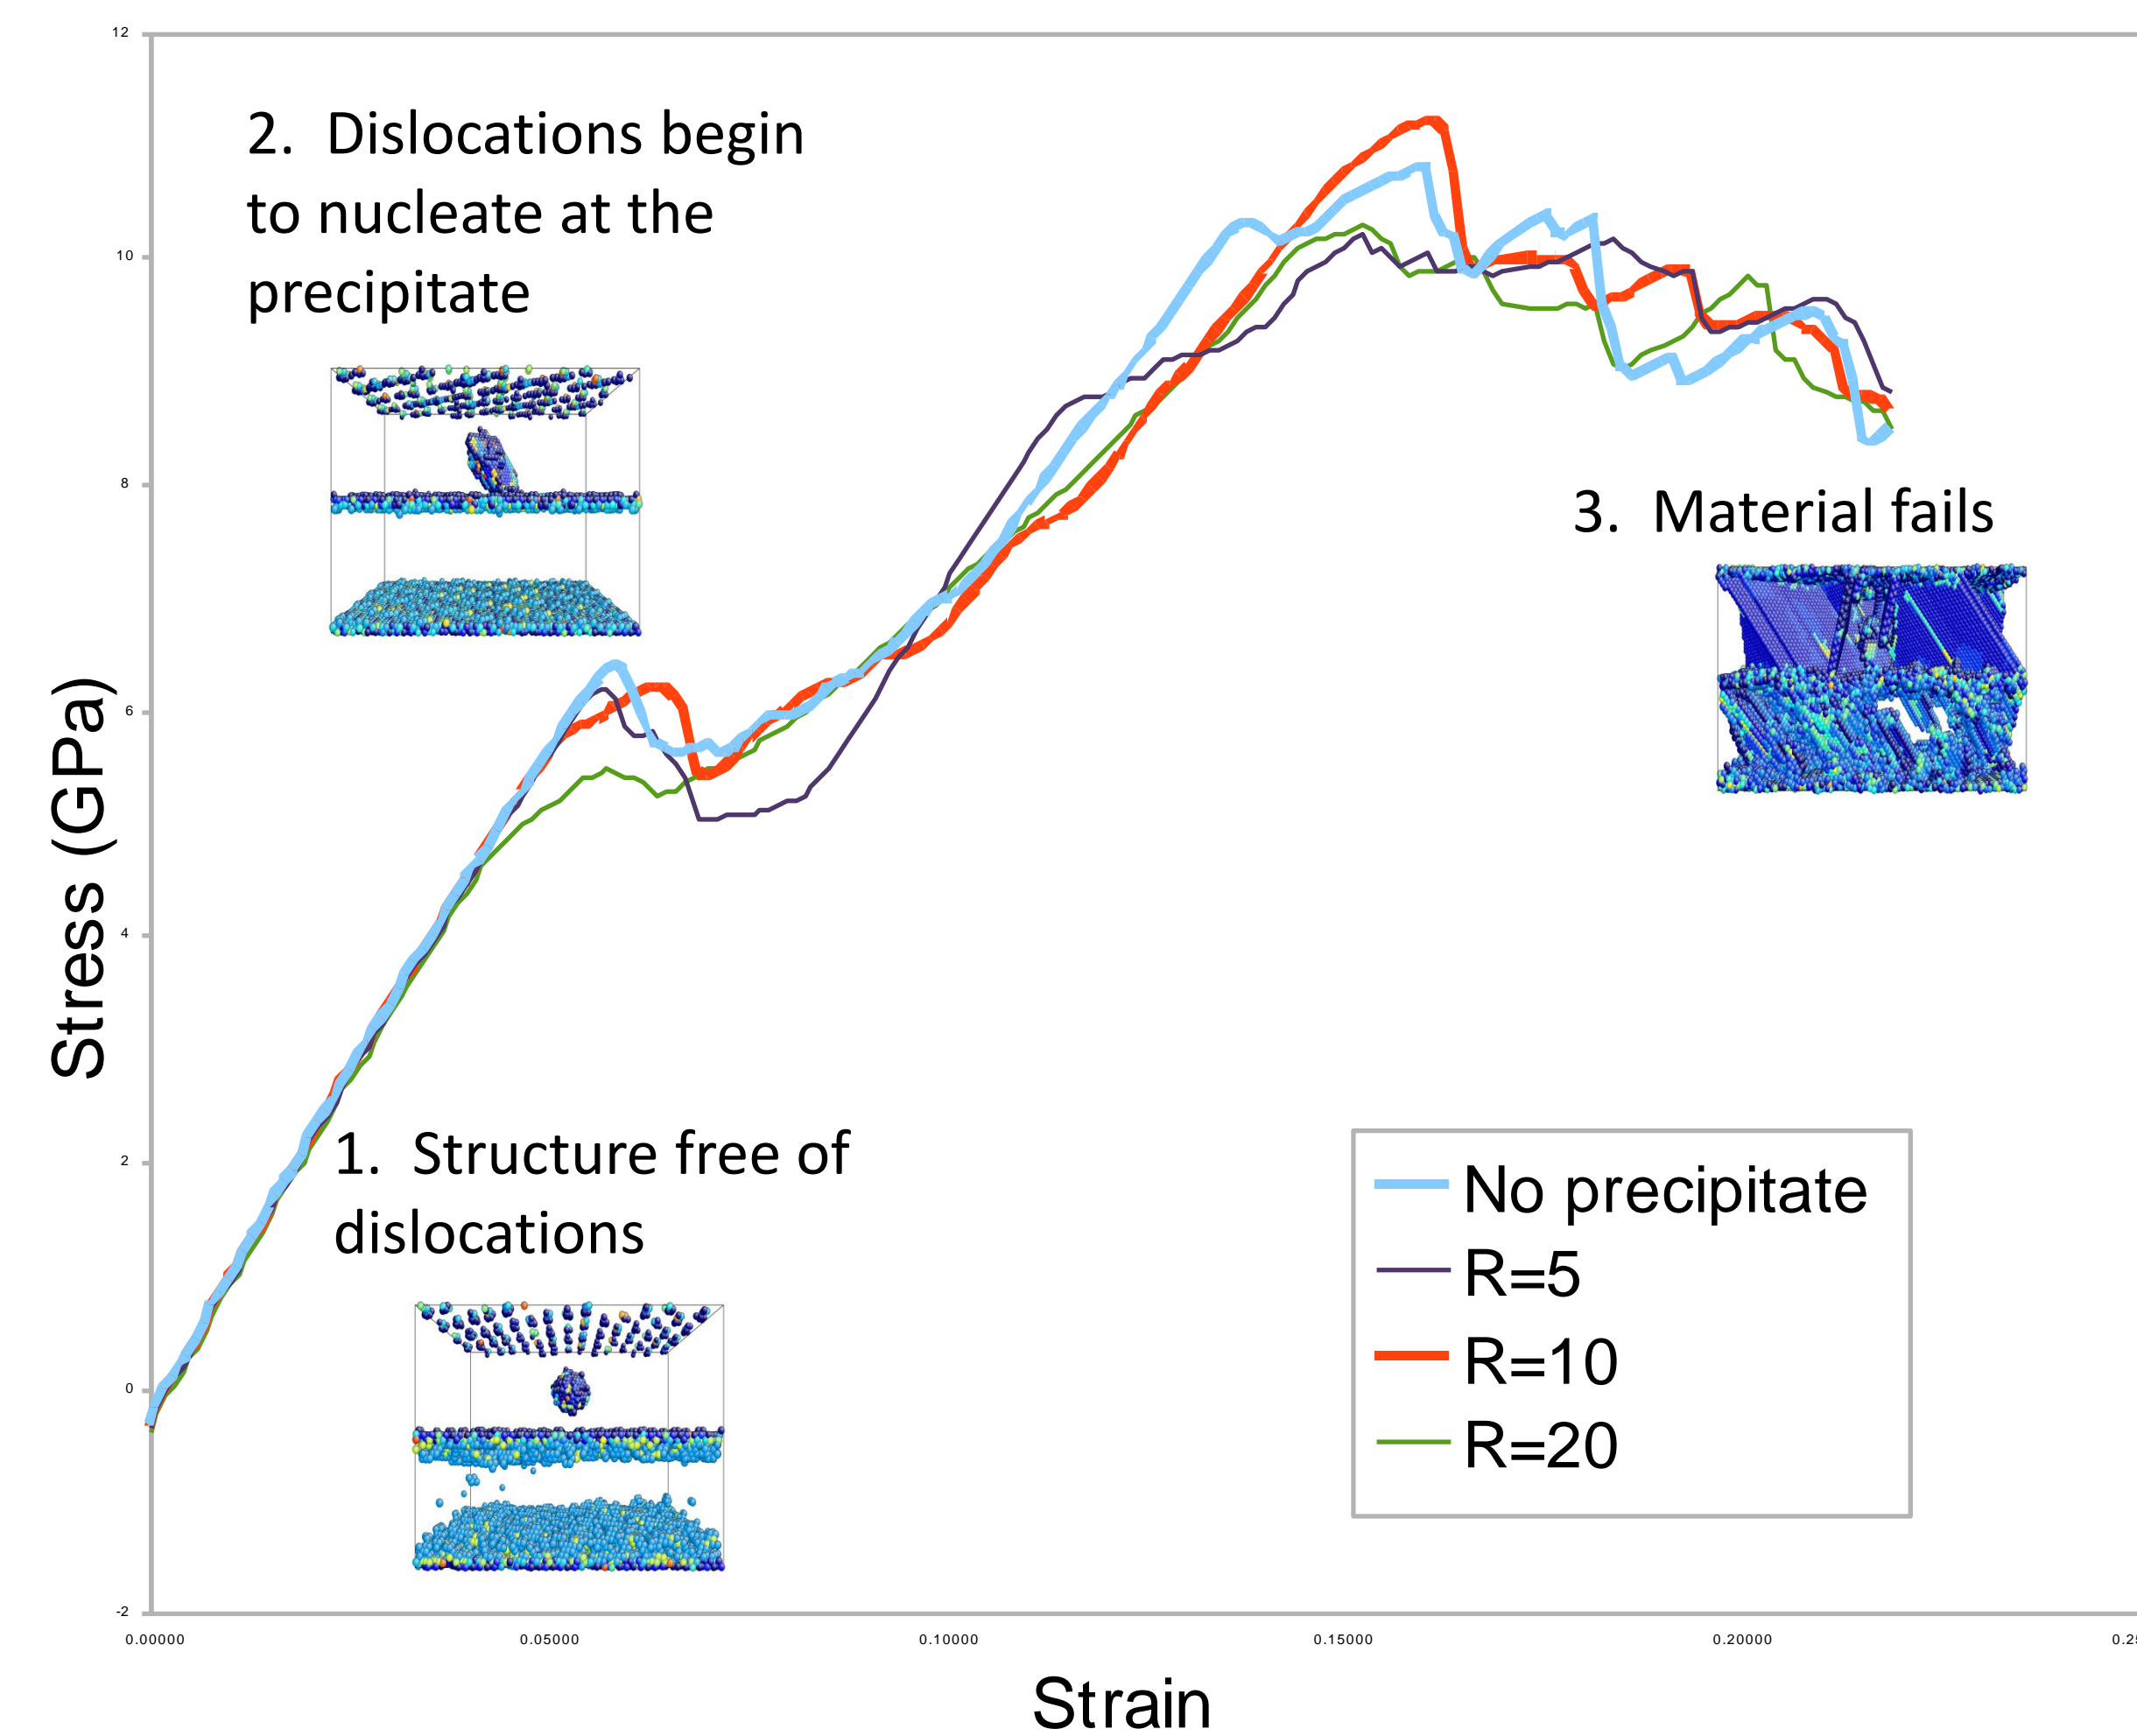 12
10
8
6
4
2
0
-2
Stress (GPa)
2. Dislocations begin
to nucleate at the
precipitate
3. Material fails
1. Structure free of
dislocations
No precipitate
R=5
R=10
R=20
0.00000 0.05000 0.10000 0.15000 0.20000
Strain